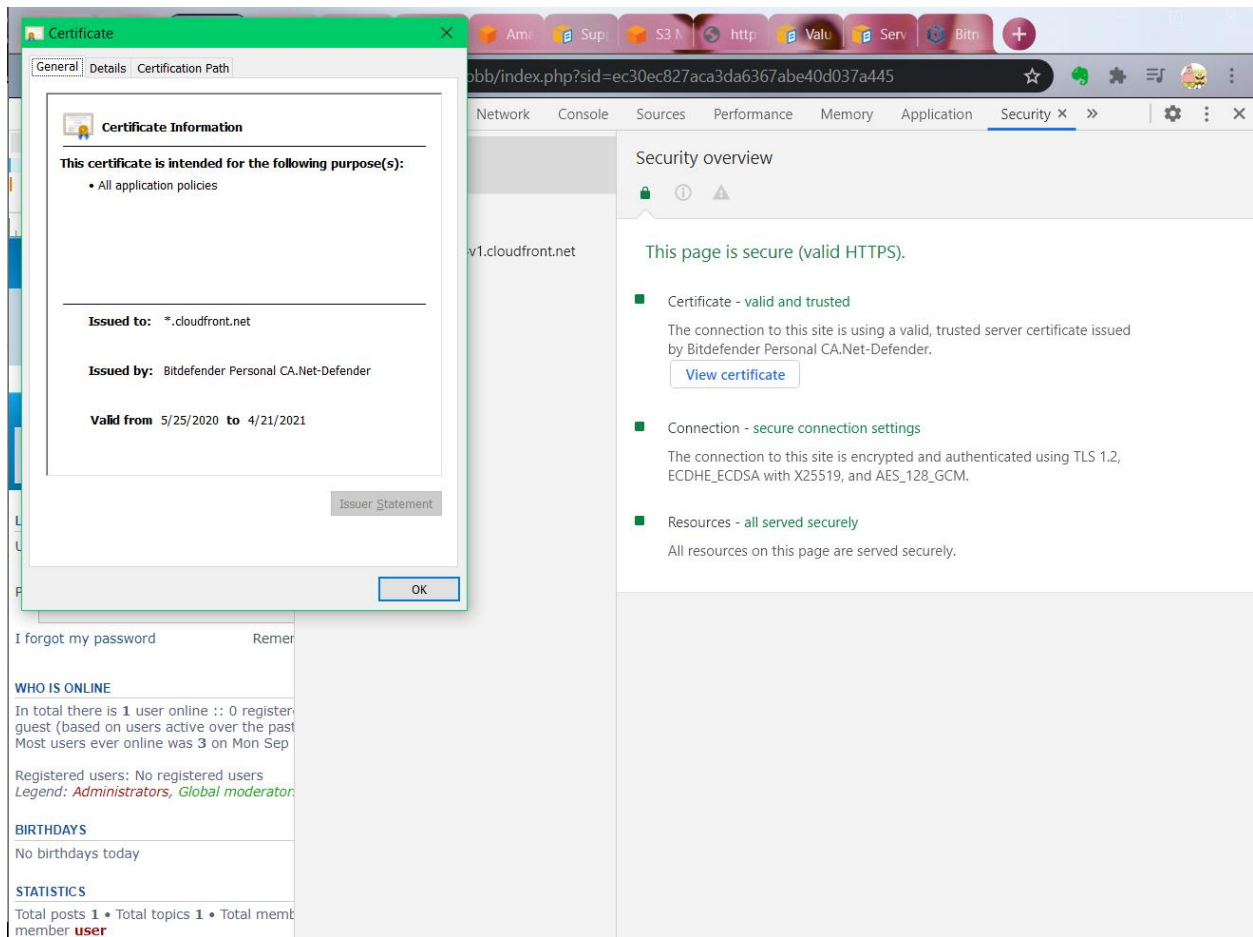 Certificate
General Details Certification Path
Certificate Information
This certificate is intended for the following purpose(s):
• All application policies
Issued to: *.cloudfront.net
Issued by: Bitdefender Personal CA.Net-Defender
Valid from 5/25/2020 to 4/21/2021
Issuer Statement
OK
Ama Sup S3 M http Valu Serv Bitn
bb/index.php?sid=ec30ec827aca3da6367abe40d037a445
Network Console Sources Performance Memory Application Security
v1.cloudfront.net
Security overview
This page is secure (valid HTTPS).
Certificate - valid and trusted
The connection to this site is using a valid, trusted server certificate issued
by Bitdefender Personal CA.Net-Defender.
View certificate
Connection - secure connection settings
The connection to this site is encrypted and authenticated using TLS 1.2,
ECDHE_ECDSA with X25519, and AES_128_GCM.
Resources - all served securely
All resources on this page are served securely.
I forgot my password Remem
WHO IS ONLINE
In total there is 1 user online :: 0 register
guest (based on users active over the past
Most users ever online was 3 on Mon Sep
Registered users: No registered users
Legend: Administrators, Global moderator
BIRTHDAYS
No birthdays today
STATISTICS
Total posts 1 • Total topics 1 • Total memb
member user